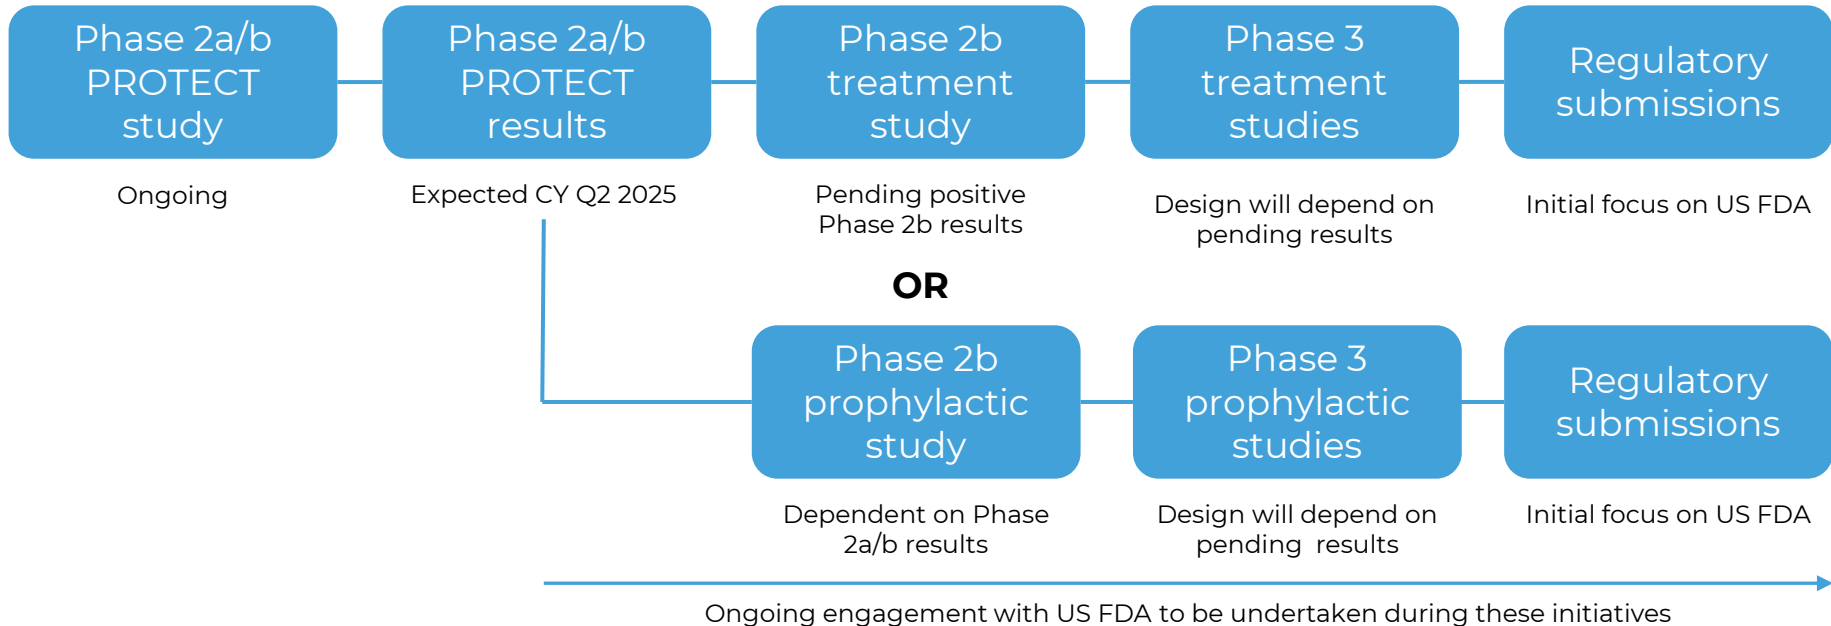 Phase 2a/b
PROTECT
study
Phase 2a/b
PROTECT
results
Phase 2b
treatment
study
Phase 3
treatment
studies
Regulatory
submissions
Ongoing
Expected CY Q2 2025
Pending positive
Phase 2b results
Design will depend on
pending results
Initial focus on US FDA
OR
Phase 2b
prophylactic
study
Phase 3
prophylactic
studies
Regulatory
submissions
Dependent on Phase
2a/b results
Design will depend on
pending results
Initial focus on US FDA
Ongoing engagement with US FDA to be undertaken during these initiatives